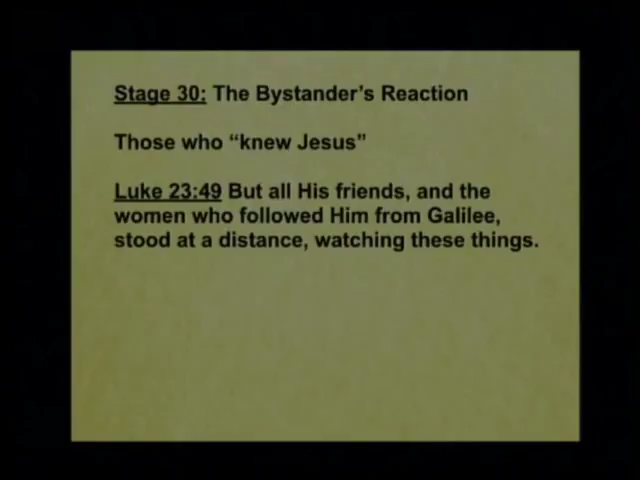 Stage 30: The Bystander's Reaction
Those who “knew Jesus”
Luke 23:49 But all His friends, and the
women who followed Him from Galilee,
stood at a distance, watching these things.